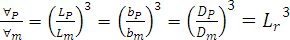 ∀_P/∀_m = (L_P/L_m)^3 = (b_P/b_m)^3 = (D_P/D_m)^3 = L_r^3